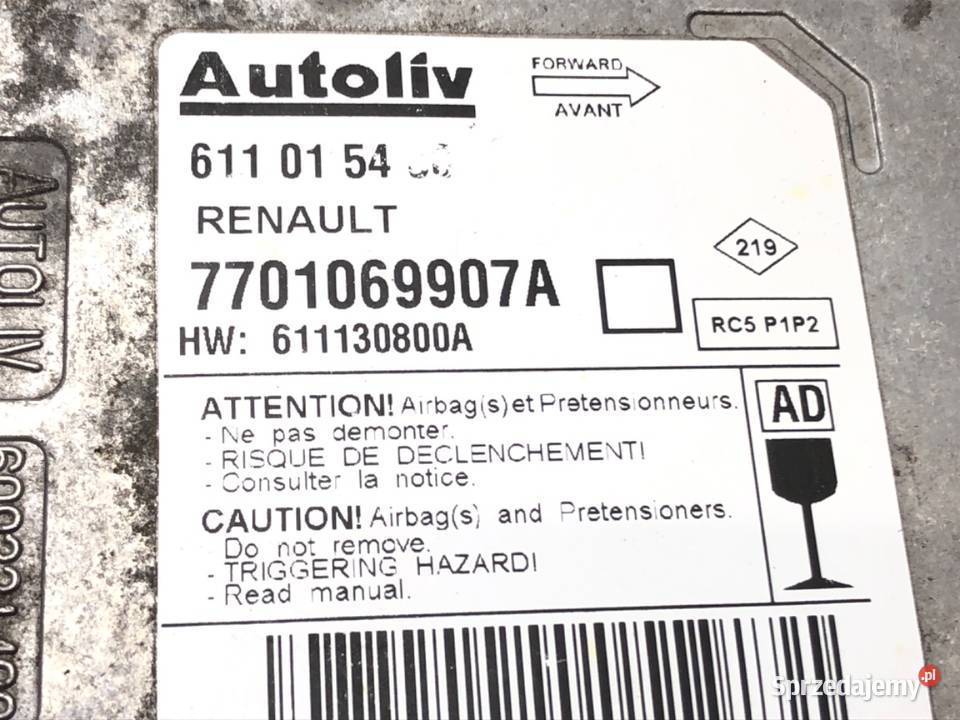 Autoliv
FORWARD
AVANT
611 01 54
RENAULT
219
7701069907A
RC5 P1P2
HW: 611130800A
ATTENTION! Airbag(s) et Pretensionneurs.
- Ne pas demonter.
- RISQUE DE DECLENCHEMENT!
- Consulter la notice.
AD
CAUTION! Airbag(s) and Pretensioners.
Do not remove.
- TRIGGERING HAZARD!
- Read manual.
AUTOLIV
Sprzedajemy.pl